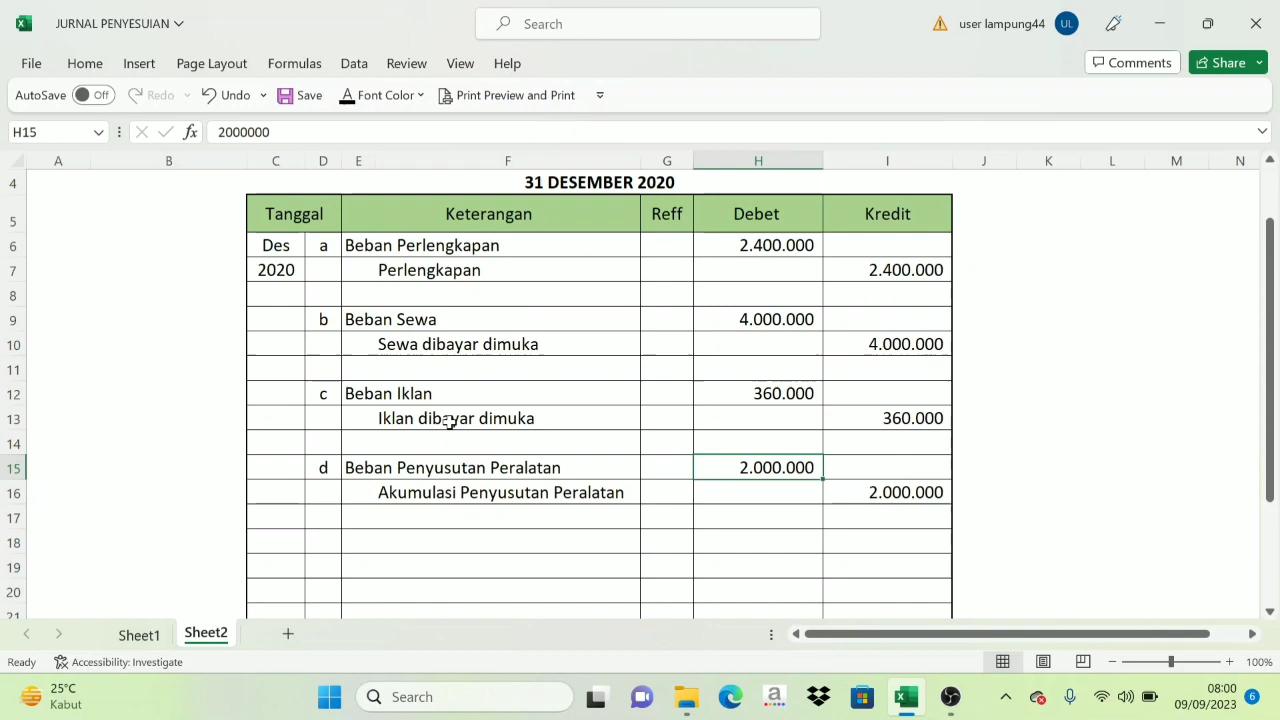 JURNAL PENYESUIAN
Search
user lampung44
UL
File Home Insert Page Layout Formulas Data Review View Help
Comments
Share
AutoSave Off Redo Undo Save Font Color Print Preview and Print
H15 fx 2000000
A B C D E F G H I J K L M N
4 31 DESEMBER 2020
5 Tanggal Keterangan Reff Debet Kredit
6 Des a Beban Perlengkapan 2.400.000
7 2020 Perlengkapan 2.400.000
8
9 b Beban Sewa 4.000.000
10 Sewa dibayar dimuka 4.000.000
11
12 c Beban Iklan 360.000
13 Iklan dibayar dimuka 360.000
14
15 d Beban Penyusutan Peralatan 2.000.000
16 Akumulasi Penyusutan Peralatan 2.000.000
17
18
19
20
21
Sheet1 Sheet2
Ready Accessibility: Investigate 100%
25°C
Kabut
Search
a
08:00
09/09/2023
6